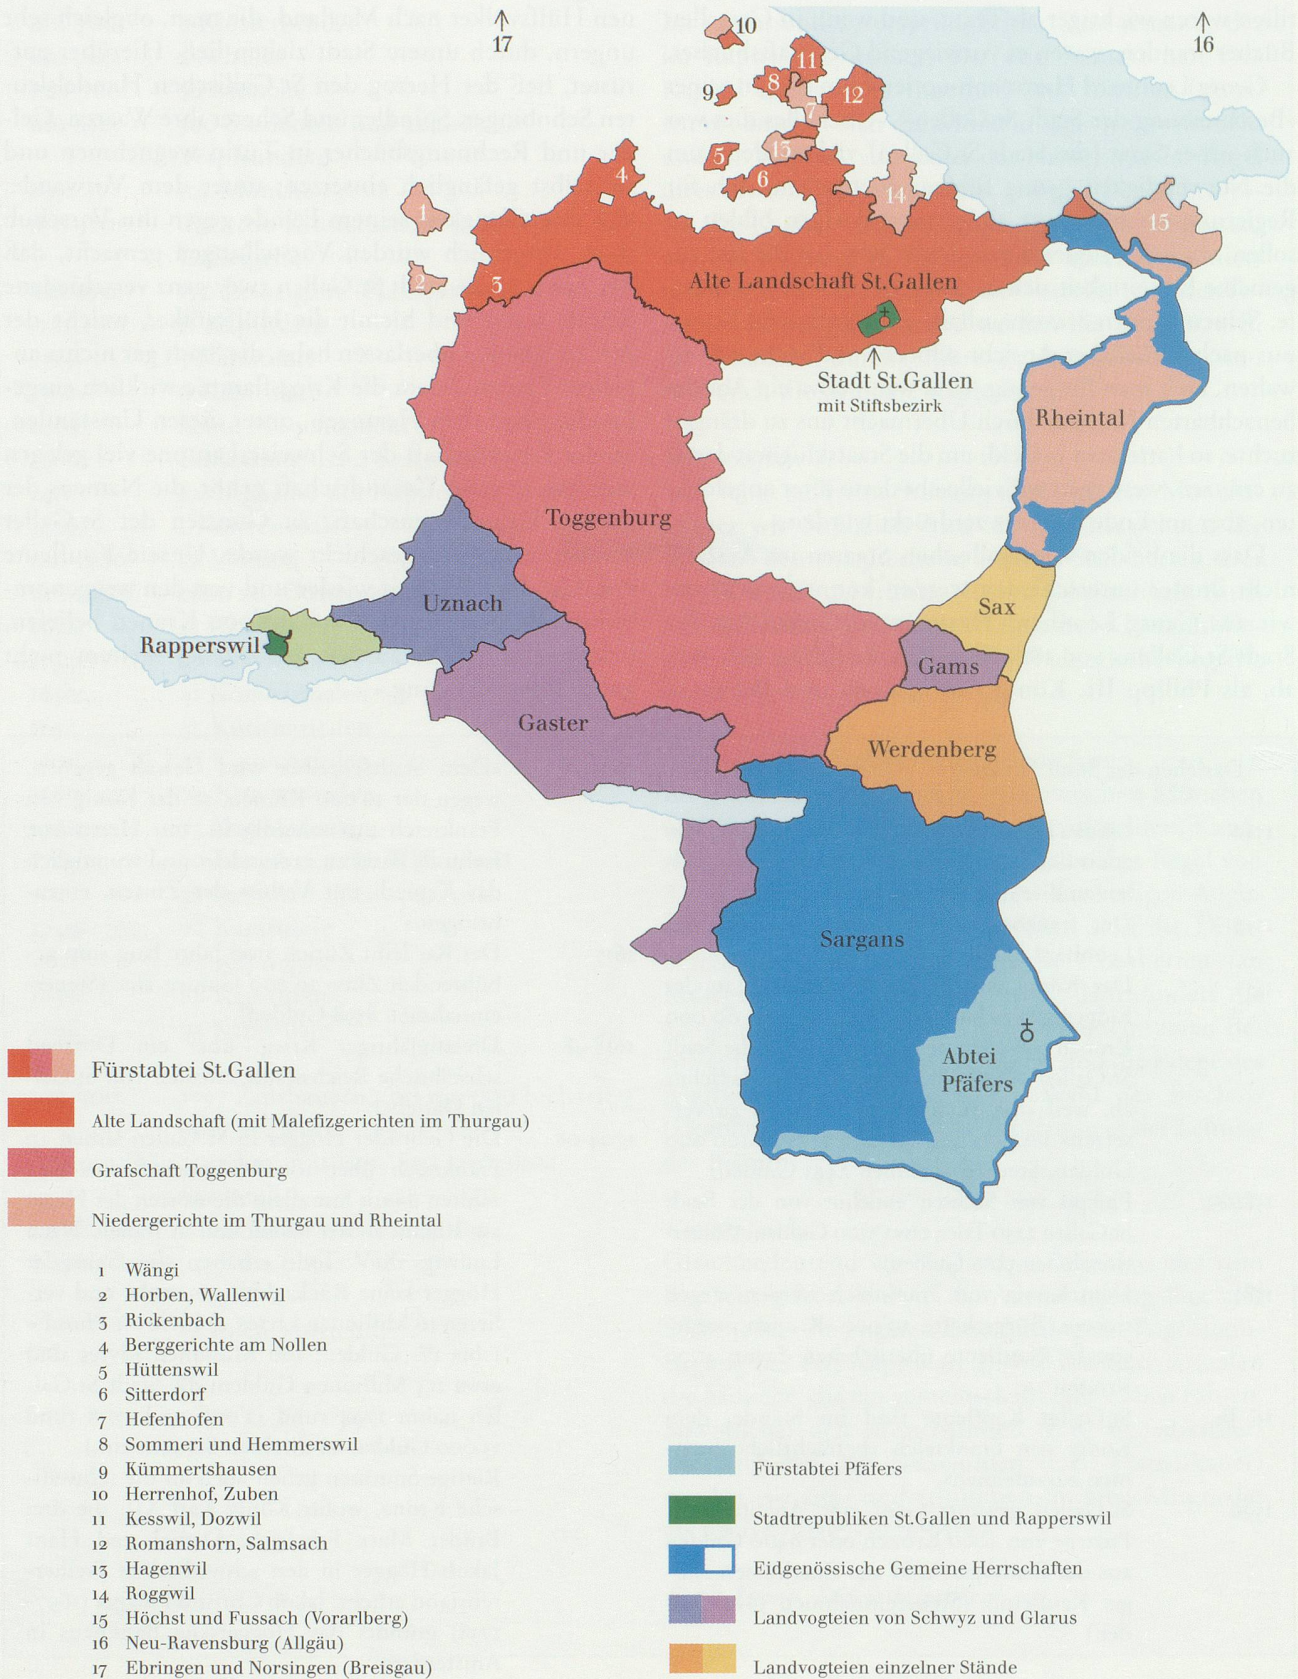 17
10
16
11
8
9
12
7
5
13
6
4
14
1
15
2
3
Alte Landschaft St.Gallen
Stadt St.Gallen
mit Stiftsbezirk
Rheintal
Toggenburg
Uznach
Sax
Rapperswil
Gams
Gaster
Werdenberg
Sargans
Abtei
Pfäfers
Fürstabtei St.Gallen
Alte Landschaft (mit Malefizgerichten im Thurgau)
Grafschaft Toggenburg
Niedergerichte im Thurgau und Rheintal
1 Wängi
2 Horben, Wallenwil
3 Rickenbach
4 Berggerichte am Nollen
5 Hüttenswil
6 Sitterdorf
7 Hefenhofen
8 Sommeri und Hemmerswil
9 Kümmertshausen
10 Herrenhof, Zuben
11 Kesswil, Dozwil
12 Romanshorn, Salmsach
13 Hagenwil
14 Roggwil
15 Höchst und Fussach (Vorarlberg)
16 Neu-Ravensburg (Allgäu)
17 Ebringen und Norsingen (Breisgau)
Fürstabtei Pfäfers
Stadtrepubliken St.Gallen und Rapperswil
Eidgenössische Gemeine Herrschaften
Landvogteien von Schwyz und Glarus
Landvogteien einzelner Stände